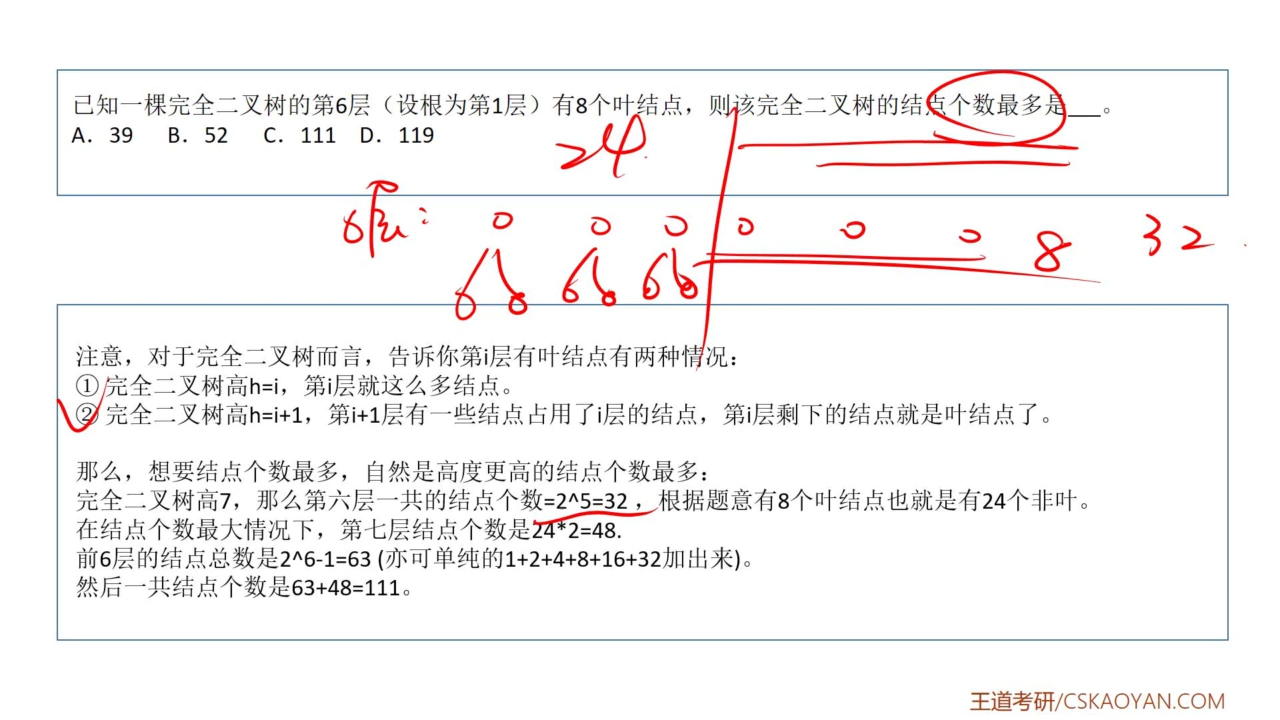 已知一棵完全二叉树的第6层（设根为第1层）有8个叶结点，则该完全二叉树的结点个数最多是___。
A. 39 B. 52 C. 111 D. 119
24
6层: 0 0 0 0 0 0 8 32
注意，对于完全二叉树而言，告诉你第i层有叶结点有两种情况：
① 完全二叉树高h=i，第i层就这么多结点。
② 完全二叉树高h=i+1，第i+1层有一些结点占用了i层的结点，第i层剩下的结点就是叶结点了。
那么，想要结点个数最多，自然是高度更高的结点个数最多：
完全二叉树高7，那么第六层一共的结点个数=2^5=32 ，根据题意有8个叶结点也就是有24个非叶。
在结点个数最大情况下，第七层结点个数是24*2=48.
前6层的结点总数是2^6-1=63 (亦可单纯的1+2+4+8+16+32加出来)。
然后一共结点个数是63+48=111。
王道考研/CSKAOYAN.COM